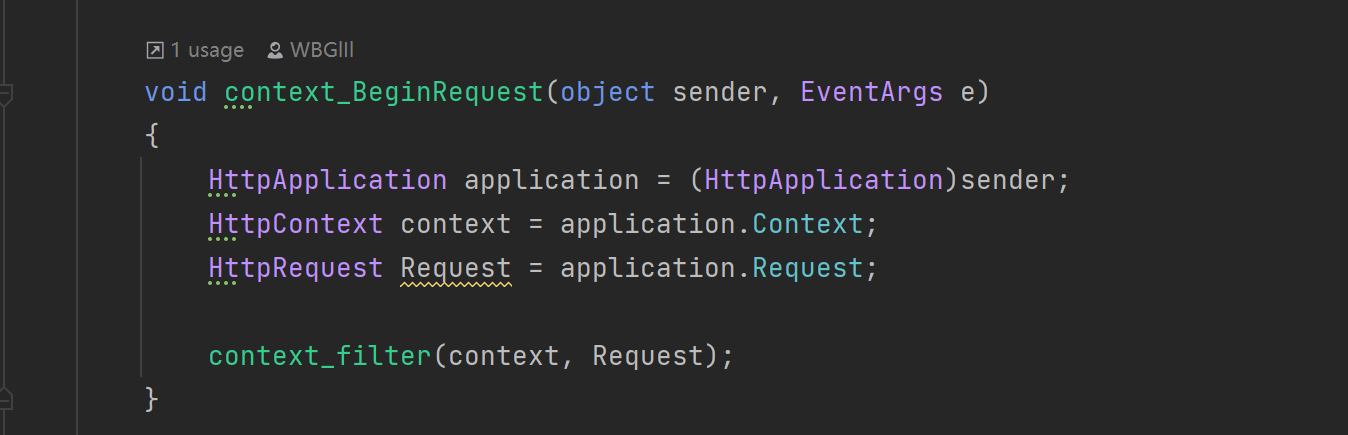 1 usage WBGlIl
void context_BeginRequest(object sender, EventArgs e)
{
HttpApplication application = (HttpApplication)sender;
HttpContext context = application.Context;
HttpRequest Request = application.Request;
context_filter(context, Request);
}